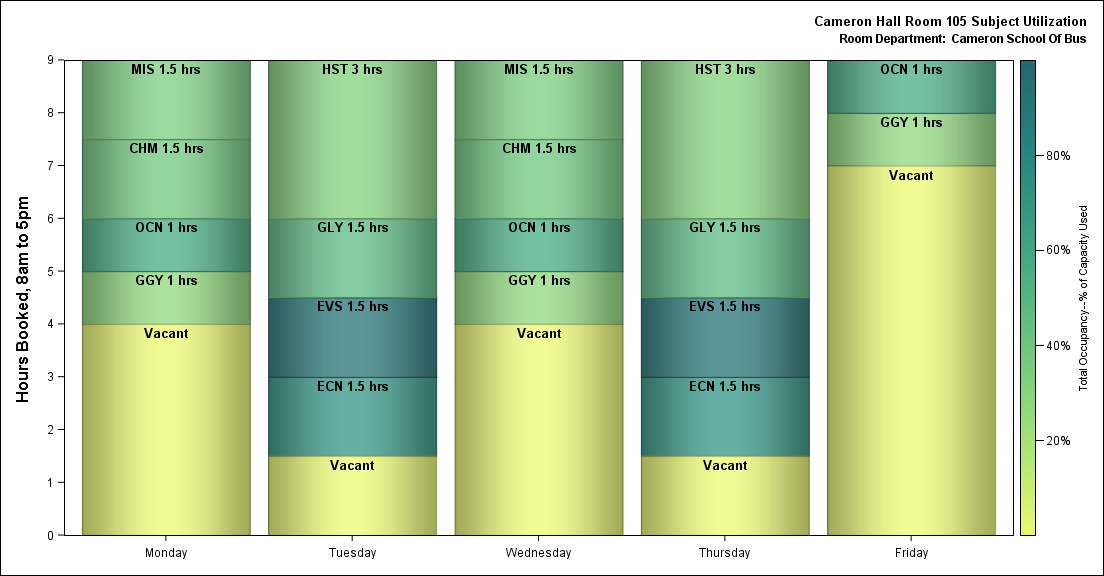 Cameron Hall Room 105 Subject Utilization
Room Department: Cameron School Of Bus
Hours Booked, 8am to 5pm
9
8
7
6
5
4
3
2
1
0
MIS 1.5 hrs
CHM 1.5 hrs
OCN 1 hrs
GGY 1 hrs
Vacant
Monday
HST 3 hrs
GLY 1.5 hrs
EVS 1.5 hrs
ECN 1.5 hrs
Vacant
Tuesday
MIS 1.5 hrs
CHM 1.5 hrs
OCN 1 hrs
GGY 1 hrs
Vacant
Wednesday
HST 3 hrs
GLY 1.5 hrs
EVS 1.5 hrs
ECN 1.5 hrs
Vacant
Thursday
OCN 1 hrs
GGY 1 hrs
Vacant
Friday
80%
60%
40%
20%
Total Occupancy--% of Capacity Used